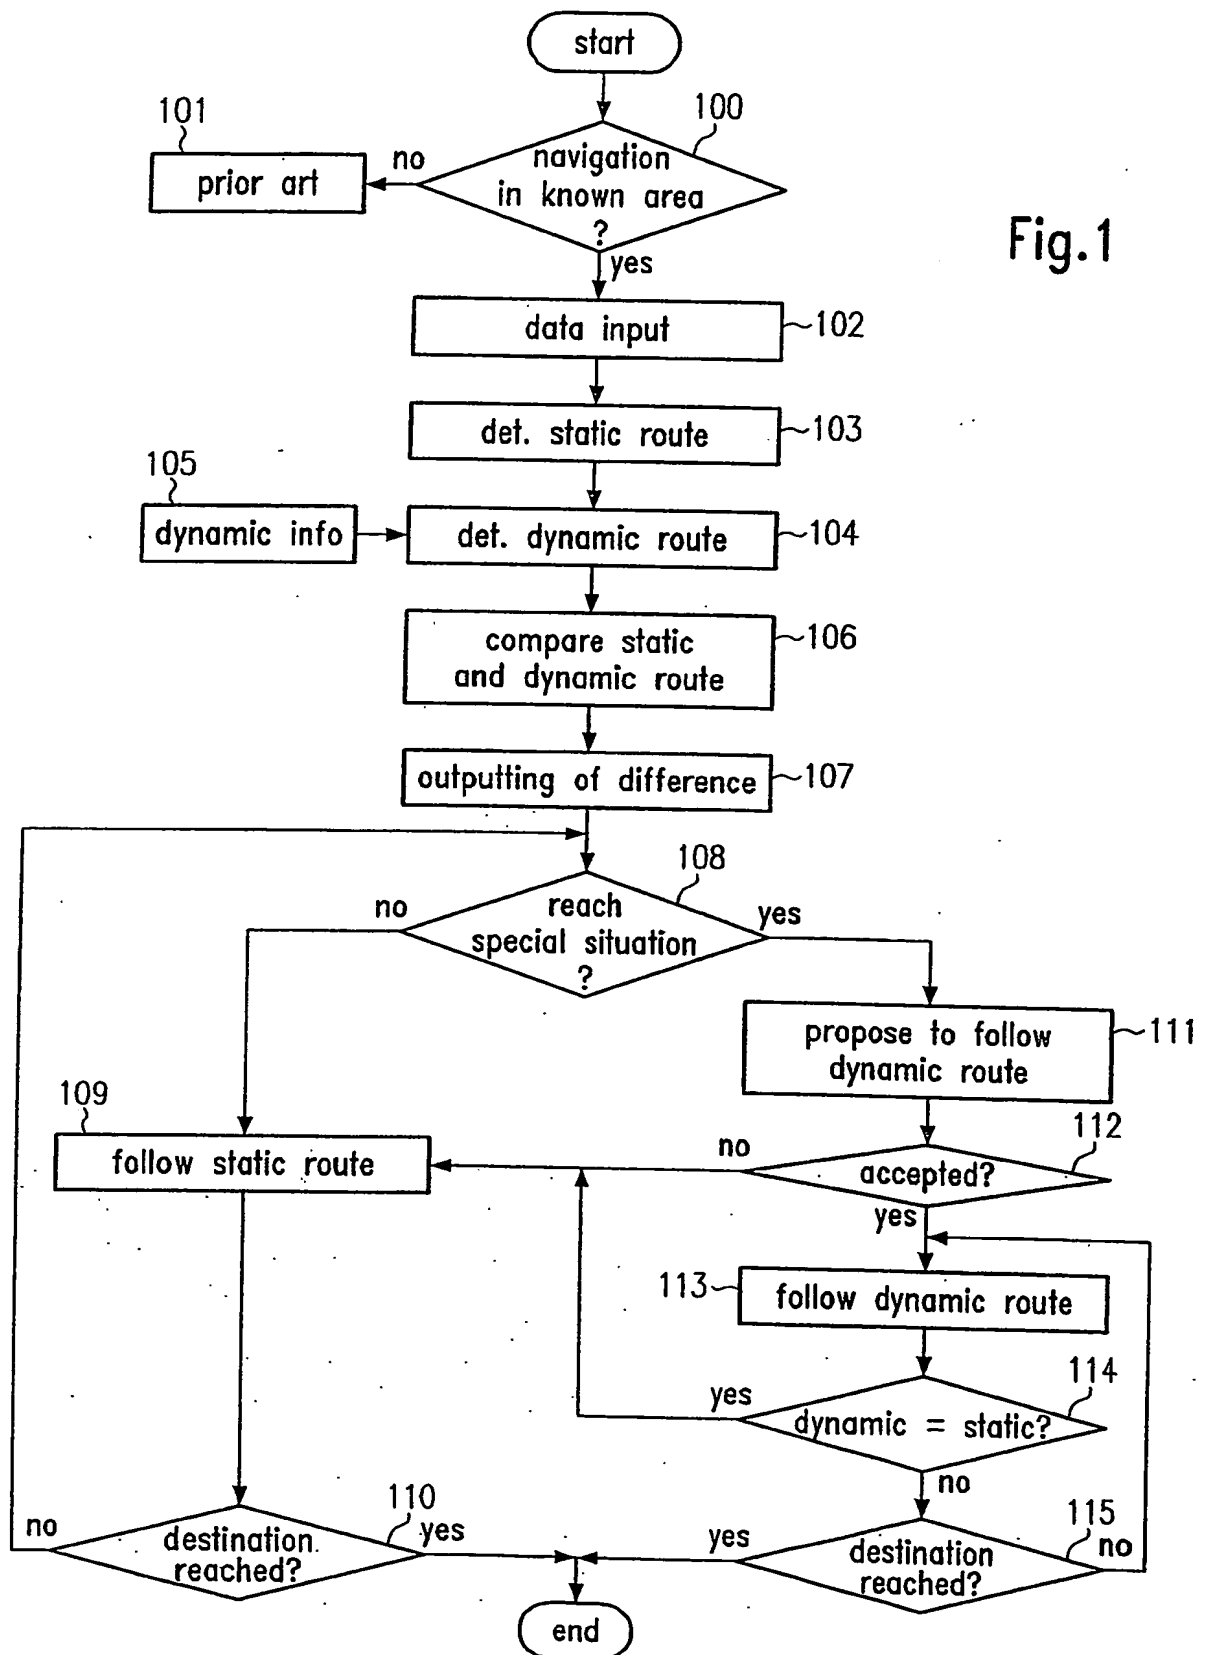 start
101
100
prior art
no
navigation
in known area
?
Fig.1
yes
data input
102
det. static route
103
105
dynamic info
det. dynamic route
104
compare static
and dynamic route
106
outputting of difference
107
108
no
reach
special situation
?
yes
propose to follow
dynamic route
111
109
follow static route
no
accepted?
112
yes
113
follow dynamic route
yes
dynamic = static?
114
no
no
destination
reached?
110
yes
yes
destination
reached?
115
no
end